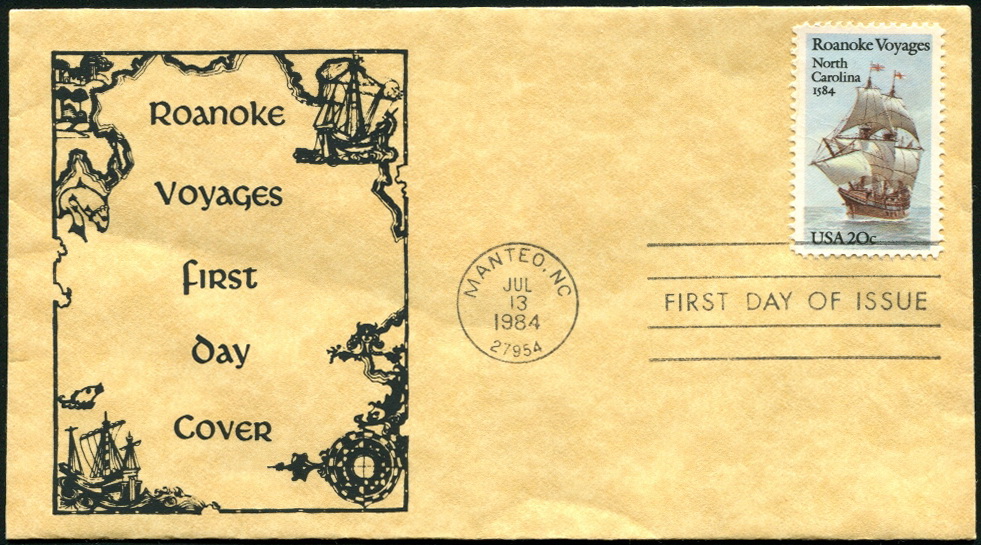 Roanoke
Voyages
First
Day
Cover
Roanoke Voyages
North
Carolina
1584
USA 20c
MANTEO, NC
JUL
13
1984
27954
FIRST DAY OF ISSUE